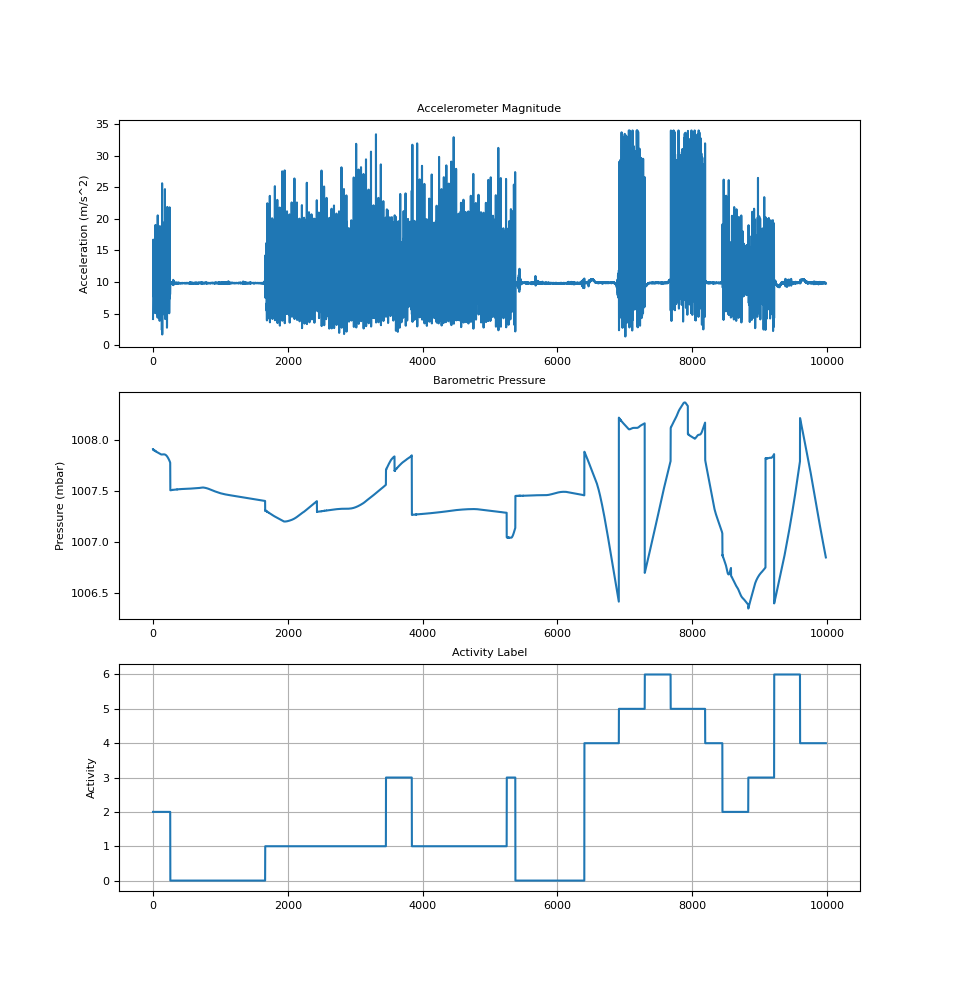 Accelerometer Magnitude
35
30
25
20
15
10
5
0
Acceleration (m/s^2)
0 2000 4000 6000 8000 10000
Barometric Pressure
1008.0
1007.5
1007.0
1006.5
Pressure (mbar)
0 2000 4000 6000 8000 10000
Activity Label
6
5
4
3
2
1
0
Activity
0 2000 4000 6000 8000 10000